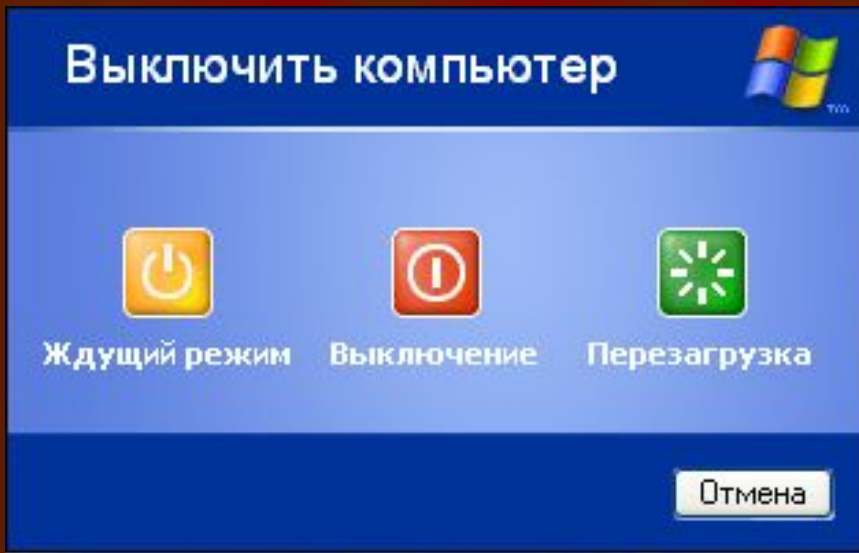 Выключить компьютер
Ждущий режим Выключение Перезагрузка
Отмена